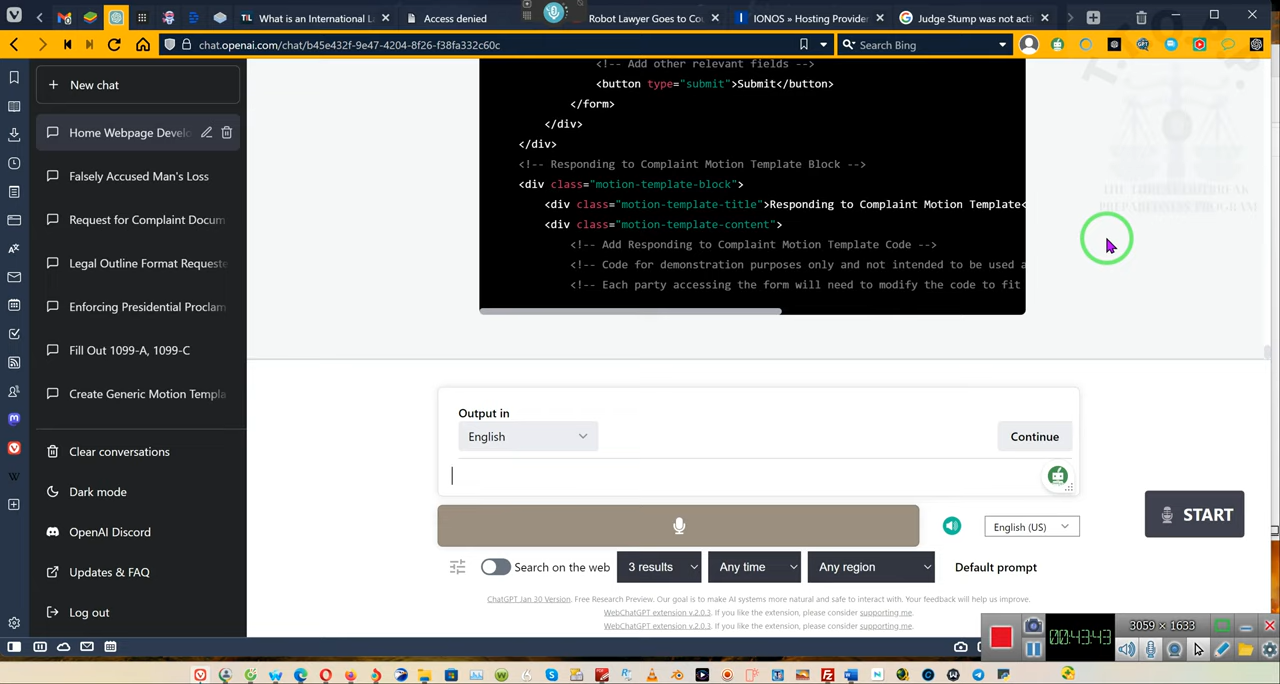 What is an International L
Access denied
Robot Lawyer Goes to Co
IONOS » Hosting Provider
Judge Stump was not acti
chat.openai.com/chat/b45e432f-9e47-4204-8f26-f38fa332c60c
Search Bing
New chat
Home Webpage Develo
Falsely Accused Man's Loss
Request for Complaint Docum
Legal Outline Format Requeste
Enforcing Presidential Proclam
Fill Out 1099-A, 1099-C
Create Generic Motion Templa
Clear conversations
Dark mode
OpenAI Discord
Updates & FAQ
Log out
<!-- Add other relevant fields -->
<button type="submit">Submit</button>
</form>
</div>
</div>
<!-- Responding to Complaint Motion Template Block -->
<div class="motion-template-block">
<div class="motion-template-title">Responding to Complaint Motion Template<
<div class="motion-template-content">
<!-- Add Responding to Complaint Motion Template Code -->
<!-- Code for demonstration purposes only and not intended to be used a
<!-- Each party accessing the form will need to modify the code to fit
PREPAREDNESS PROGRAM
Output in
English
Continue
English (US)
START
Search on the web
3 results
Any time
Any region
Default prompt
ChatGPT Jan 30 Version. Free Research Preview. Our goal is to make AI systems more natural and safe to interact with. Your feedback will help us improve.
WebChatGPT extension v.2.0.3. If you like the extension, please consider supporting me.
WebChatGPT extension v.2.0.3. If you like the extension, please consider supporting me.
3059 x 1633
00:43:43